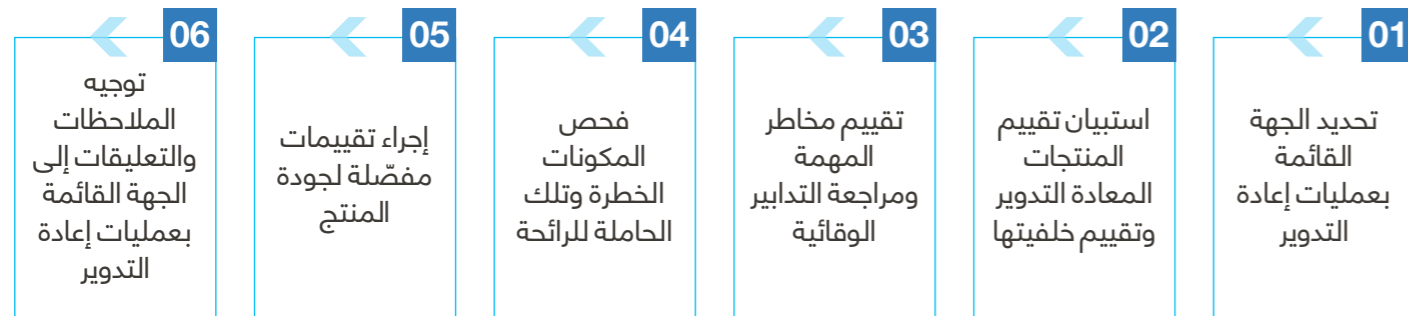 01
تحديد الجهة
القائمة
بعمليات إعادة
التدوير
02
استبيان تقييم
المنتجات
المعادة التدوير
وتقييم خلفيتها
03
تقييم مخاطر
المهمة
ومراجعة التدابير
الوقائية
04
فحص
المكونات
الخطرة وتلك
الحاملة للرائحة
05
إجراء تقييمات
مفصّلة لجودة
المنتج
06
توجيه
الملاحظات
والتعليقات إلى
الجهة القائمة
بعمليات إعادة
التدوير